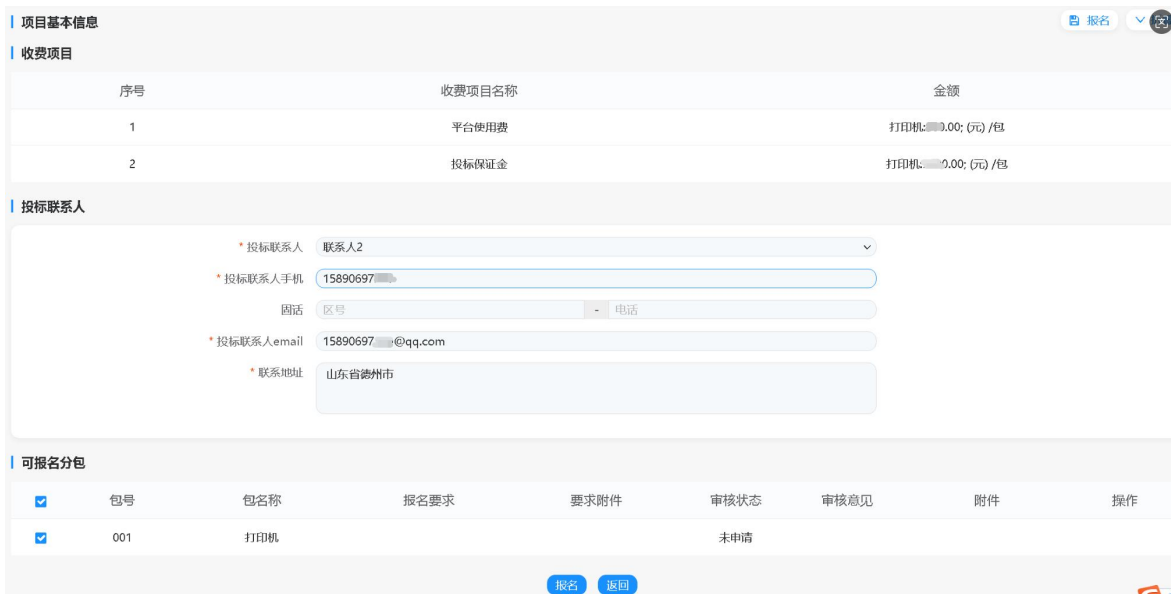 项目基本信息
报名
收费项目
序号 收费项目名称 金额
1 平台使用费 打印机: .00; (元) /包
2 投标保证金 打印机: 0.00; (元) /包
投标联系人
* 投标联系人 联系人2
* 投标联系人手机 15890697
固话 区号 - 电话
* 投标联系人email 15890697 @qq.com
* 联系地址 山东省德州市
可报名分包
包号 包名称 报名要求 要求附件 审核状态 审核意见 附件 操作
001 打印机 未申请
报名 返回